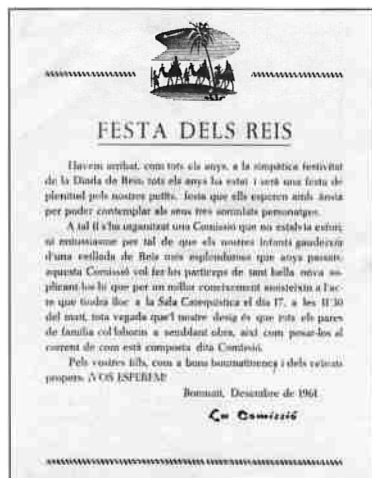 FESTA DELS REIS
Havem arribat, com tots els anys, a la simpàtica festivitat
de la Diada de Reis; tots els anys ha estat i serà una festa de
plenitud pels nostres petits, festa que ells esperen amb ànsia
per poder contemplar als seus tres somniats personatges.
A tal fi s'ha organitzat una Comissió que no estalvia esforç
ni entussiasme per tal de que els nostres infants gaudeixin
d'una vetllada de Reis més esplendorosa que anys passats,
aquesta Comissió vol fer-los partíceps de tant bella nova su-
plicant-los hi que per un millor coneixement assisteixin a l'ac-
te que tindrà lloc a la Sala Catequística el dia 17, a les 11'30
del matí, tota vegada que'l nostre desig és que tots els pares
de família col·laborin a semblant obra, així com posar-los al
corrent de com està composta dita Comissió.
Pels vostres fills, com a bons bonmatinencs i dels veïnats
propers. ¡VOS ESPEREM!
Bonmatí, Desembre de 1961
La Comissió